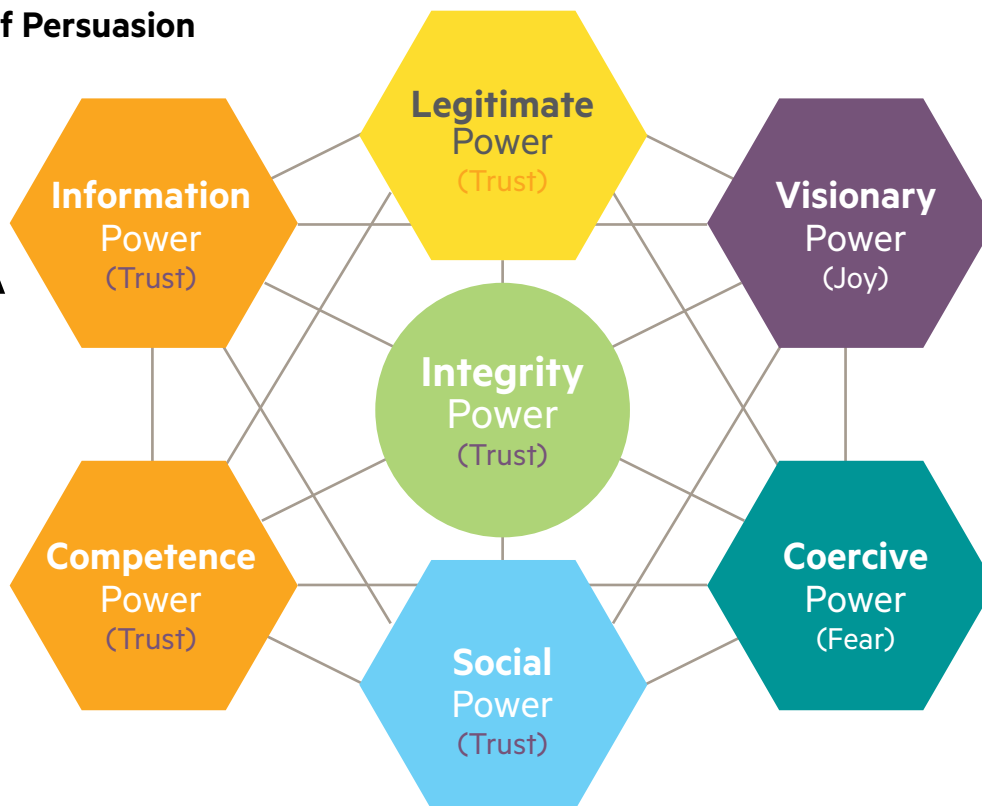 f Persuasion
Legitimate
Power
(Trust)
Information
Power
(Trust)
Visionary
Power
(Joy)
A
Integrity
Power
(Trust)
Competence
Power
(Trust)
Coercive
Power
(Fear)
Social
Power
(Trust)